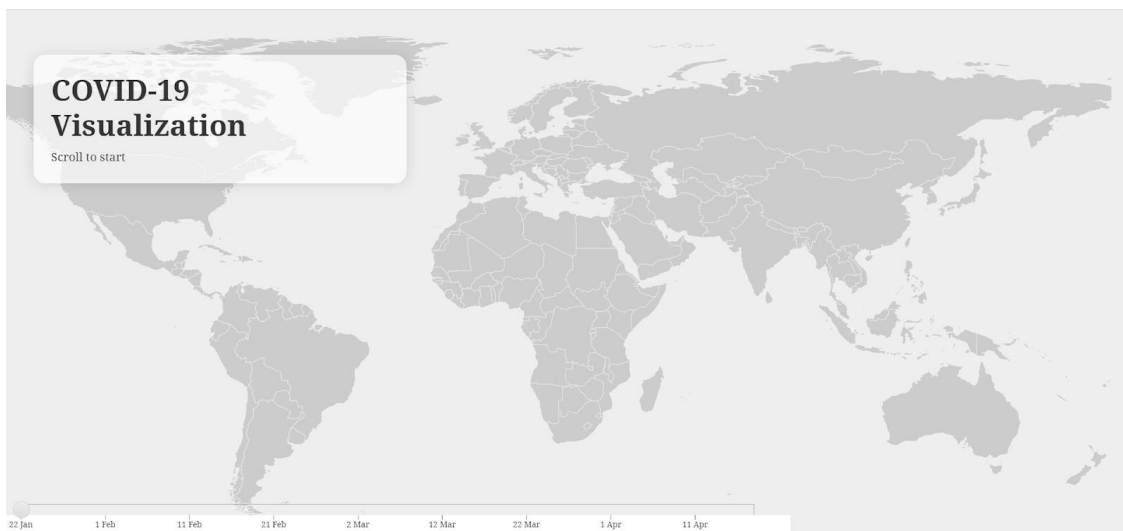 COVID-19
Visualization
Scroll to start
22 Jan 1 Feb 11 Feb 21 Feb 2 Mar 12 Mar 22 Mar 1 Apr 11 Apr